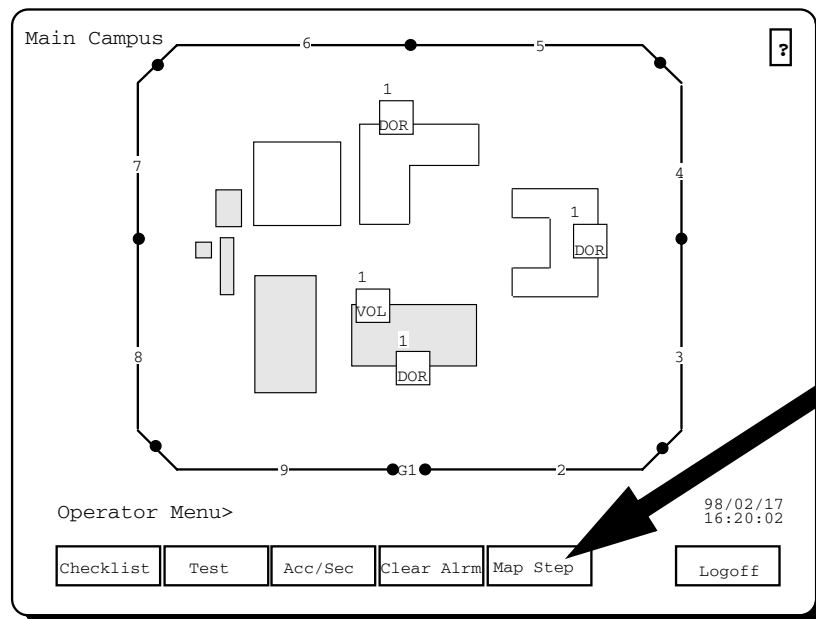 Main Campus
6
5
?
1
DOR
7
4
1
DOR
1
VOL
1
DOR
8
3
9
G1
2
Operator Menu>
98/02/17
16:20:02
Checklist
Test
Acc/Sec
Clear Alrm
Map Step
Logoff